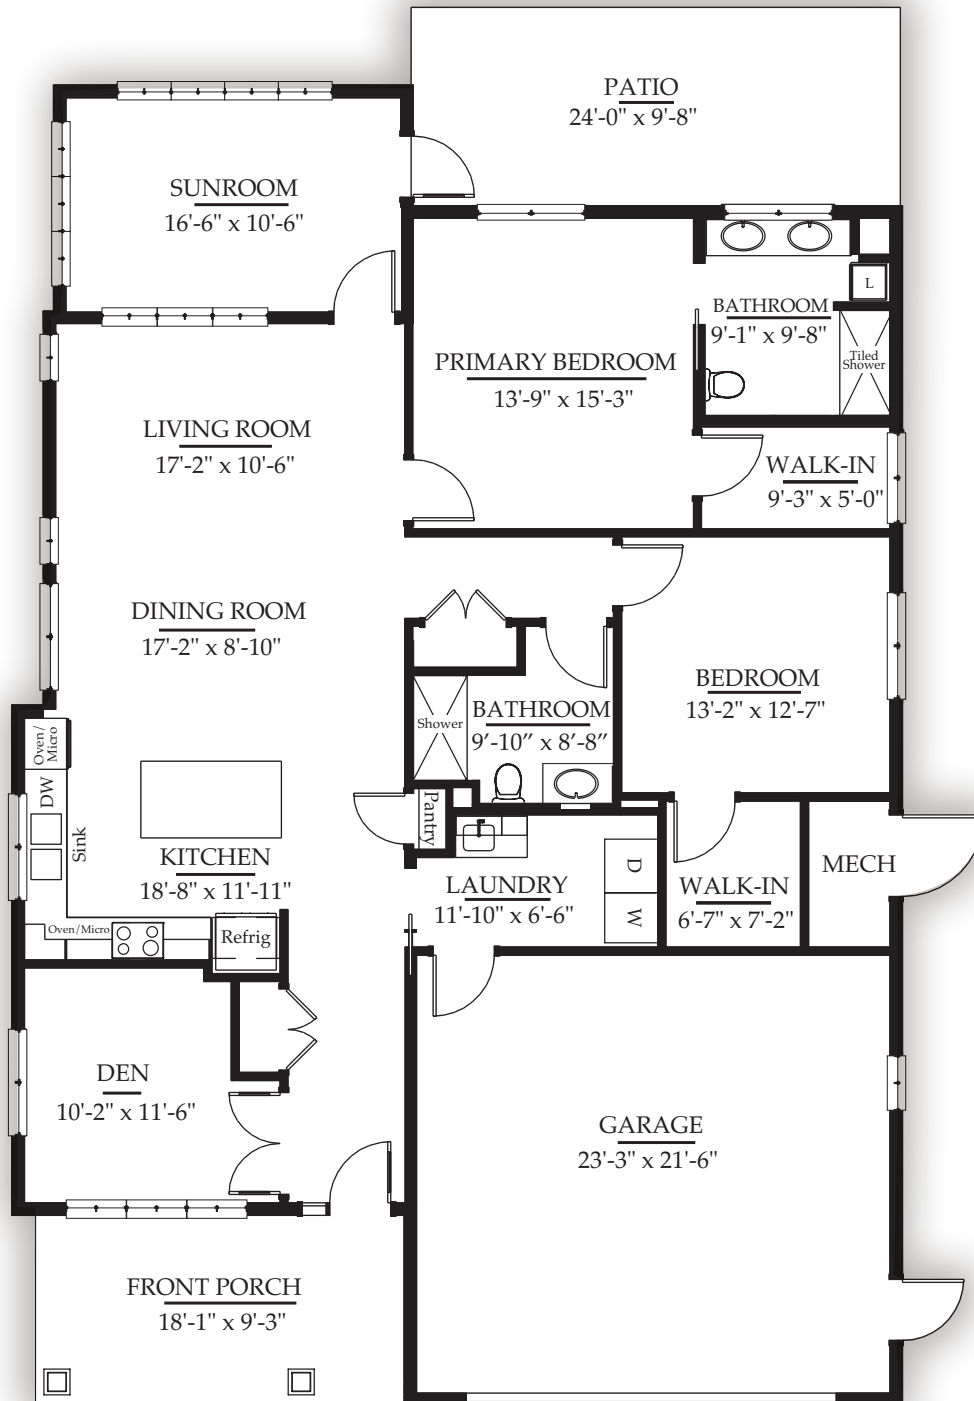 PATIO
24'-0" x 9'-8"
SUNROOM
16'-6" x 10'-6"
L
BATHROOM
9'-1" x 9'-8"
PRIMARY BEDROOM
13'-9" x 15'-3"
Tiled
Shower
LIVING ROOM
17'-2" x 10'-6"
WALK-IN
9'-3" x 5'-0"
DINING ROOM
17'-2" x 8'-10"
BEDROOM
13'-2" x 12'-7"
Shower
BATHROOM
9'-10" x 8'-8"
Oven/
Micro
DW
Sink
Pantry
KITCHEN
18'-8" x 11'-11"
LAUNDRY
11'-10" x 6'-6"
D
W
WALK-IN
6'-7" x 7'-2"
MECH
Oven/Micro
Refrig
DEN
10'-2" x 11'-6"
GARAGE
23'-3" x 21'-6"
FRONT PORCH
18'-1" x 9'-3"